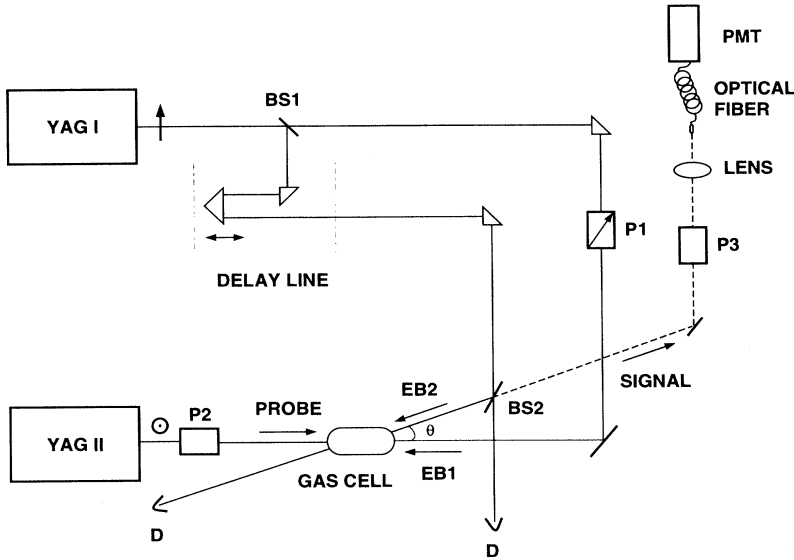 PMT
OPTICAL
FIBER
BS1
YAG I
LENS
P1
P3
DELAY LINE
SIGNAL
EB2
BS2
PROBE
P2
θ
YAG II
EB1
GAS CELL
D
D